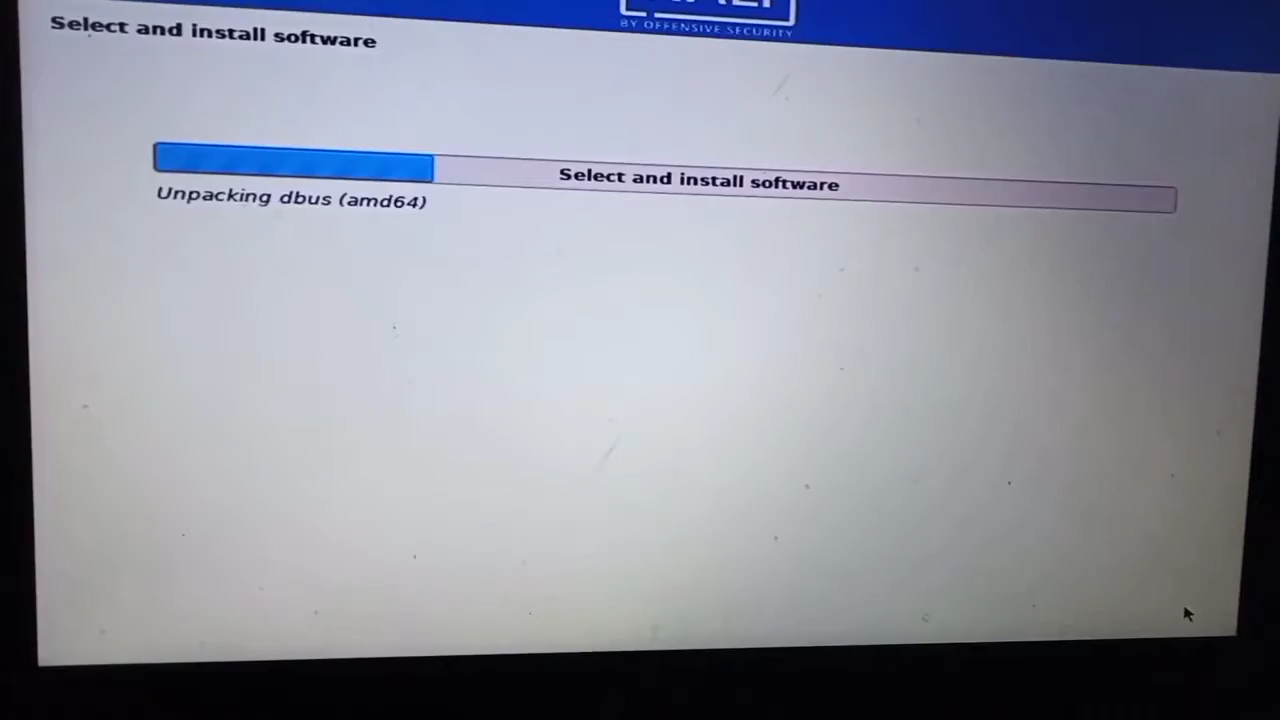 BY OFFENSIVE SECURITY
Select and install software
Select and install software
Unpacking dbus (amd64)